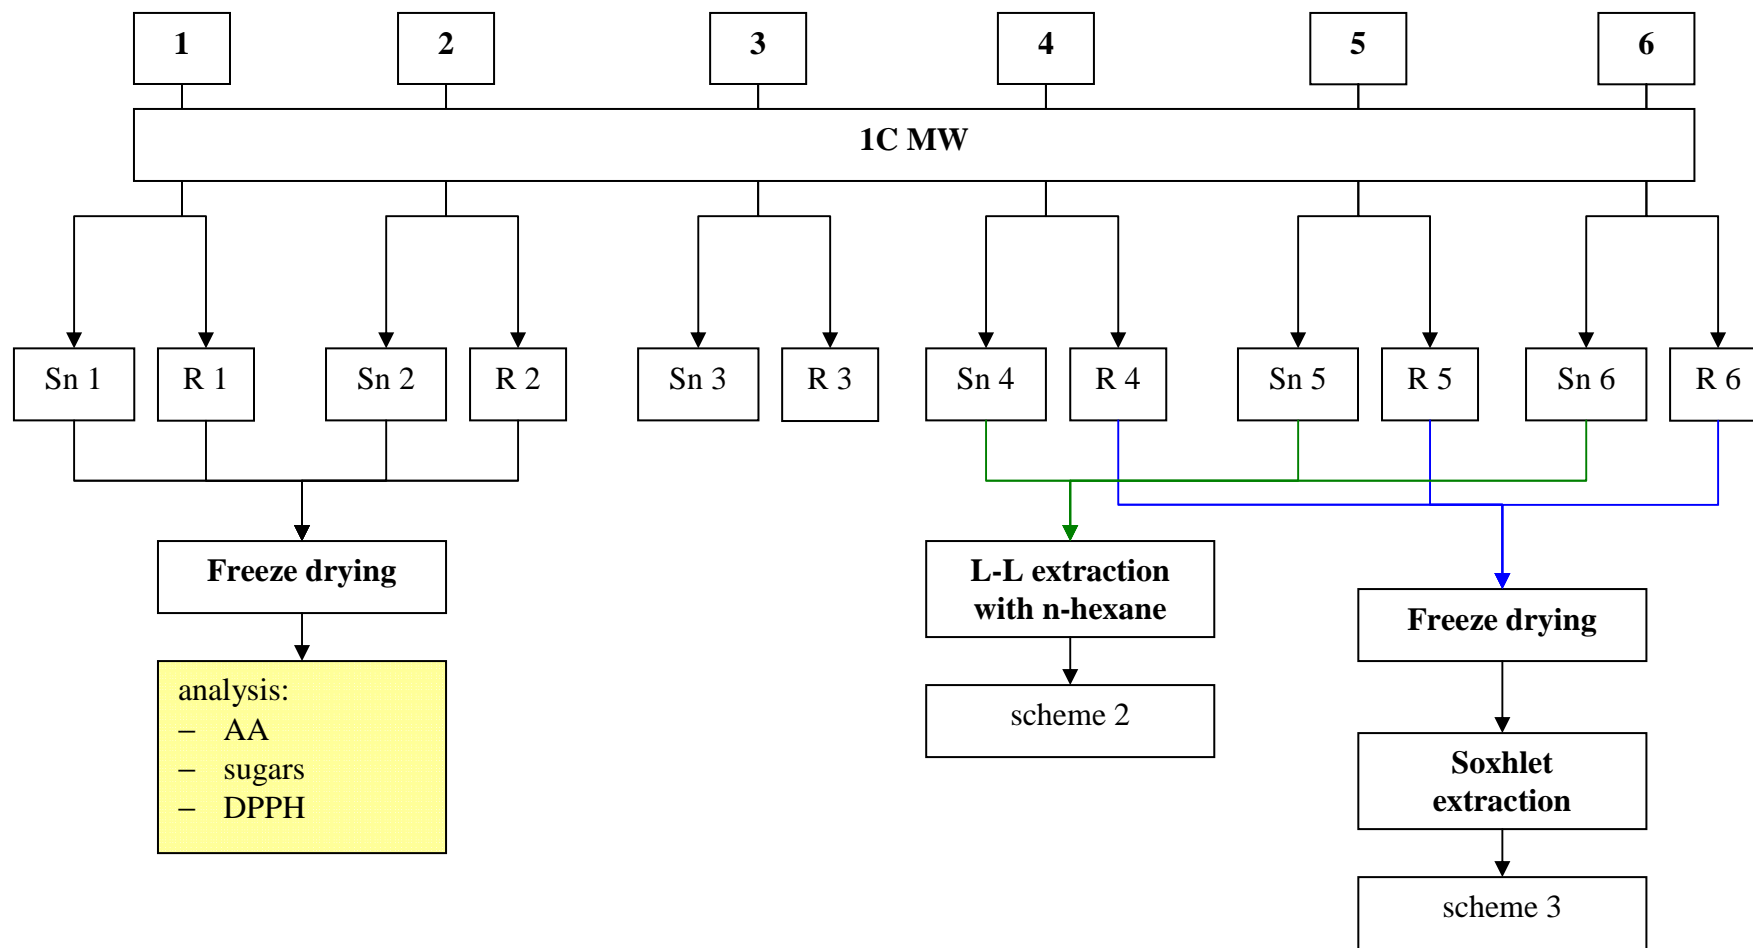 1
2
3
4
5
6
1C MW
Sn 1
R 1
Sn 2
R 2
Sn 3
R 3
Sn 4
R 4
Sn 5
R 5
Sn 6
R 6
Freeze drying
L-L extraction
with n-hexane
Freeze drying
analysis:
– AA
– sugars
– DPPH
scheme 2
Soxhlet
extraction
scheme 3